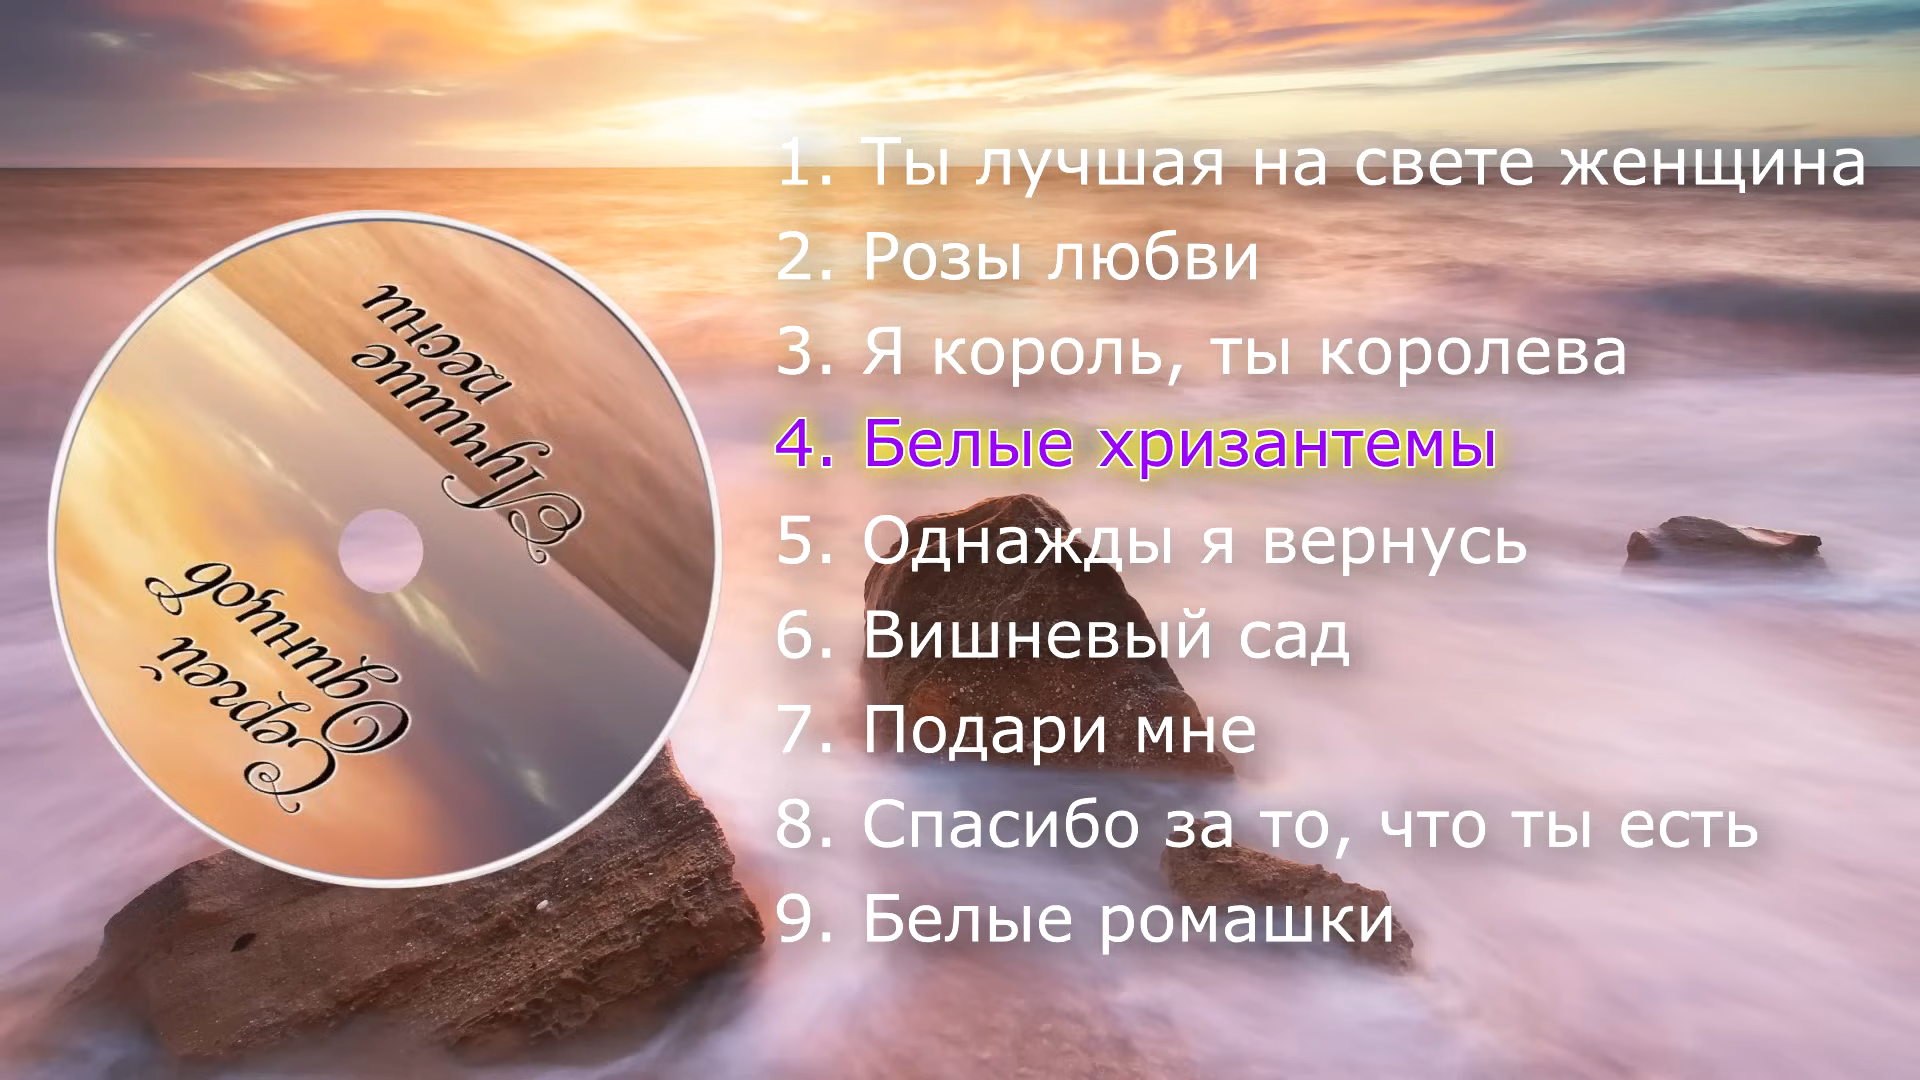 Сергей
Одинцов
Лучшие
песни
1. Ты лучшая на свете женщина
2. Розы любви
3. Я король, ты королева
4. Белые хризантемы
5. Однажды я вернусь
6. Вишневый сад
7. Подари мне
8. Спасибо за то, что ты есть
9. Белые ромашки